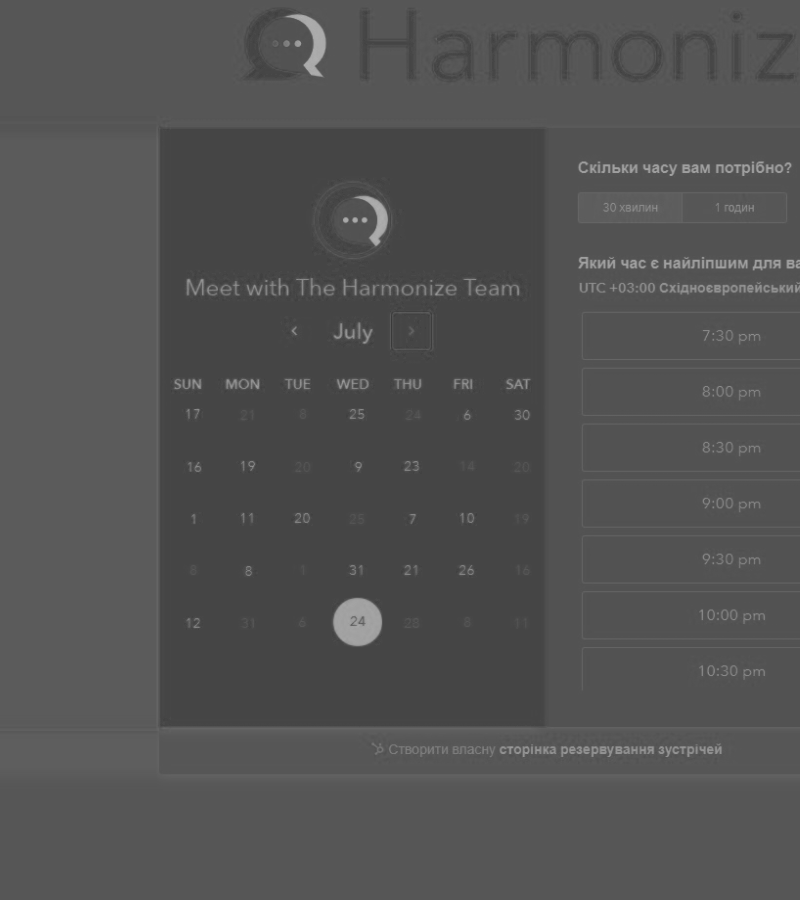 Harmoniz
Meet with The Harmonize Team
July
SUN MON TUE WED THU FRI SAT
17 21 8 25 24 6 30
16 19 20 9 23 14 20
1 11 20 25 7 10 19
8 1 31 21 26 16
12 31 6 24 8 11
Скільки часу вам потрібно?
30 хвилин 1 годин
Який час є найліпшим для ва
UTC +03:00 Східноєвропейський
7:30 pm
8:00 pm
8:30 pm
9:00 pm
9:30 pm
10:00 pm
10:30 pm
Створити власну сторінка резервування зустрічей